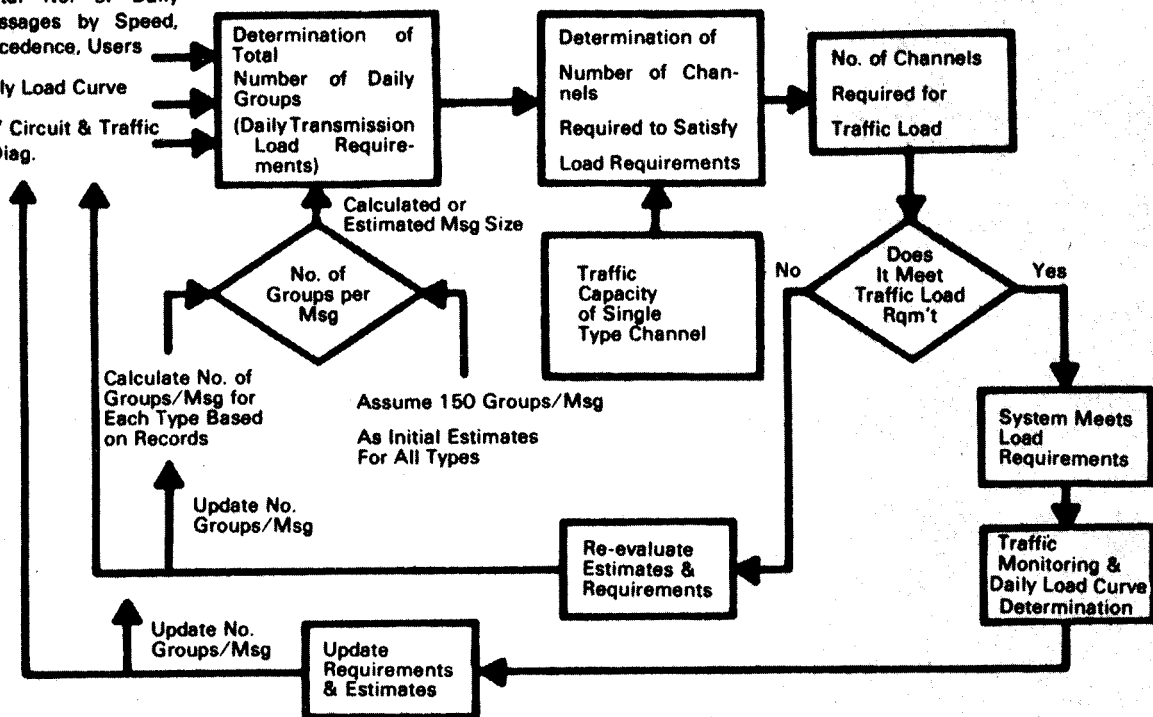 No. of Daily
by Speed,
Users
Load Curve
Circuit & Traffic
Diag.
Determination of
Total
Number of Daily
Groups
(Daily Transmission
Load Require-
ments)
Determination of
Number of Chan-
nels
Required to Satisfy
Load Requirements
No. of Channels
Required for
Traffic Load
Calculated or
Estimated Msg Size
No. of
Groups per
Msg
Traffic
Capacity
of Single
Type Channel
No
Does
It Meet
Traffic Load
Rqm't
Yes
Calculate No. of
Groups/Msg for
Each Type Based
on Records
Assume 150 Groups/Msg
As Initial Estimates
For All Types
System Meets
Load
Requirements
Update No.
Groups/Msg
Re-evaluate
Estimates &
Requirements
Traffic
Monitoring &
Daily Load Curve
Determination
Update No.
Groups/Msg
Update
Requirements
& Estimates